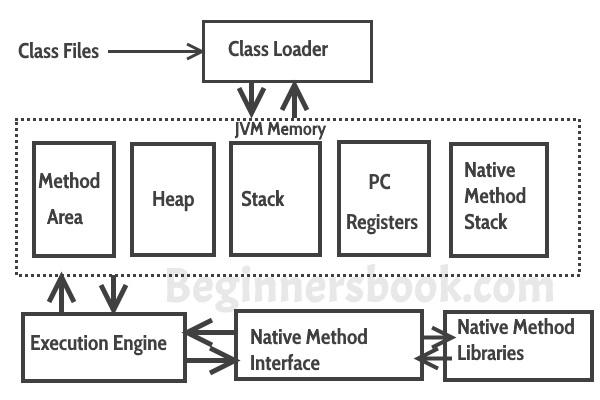 Class Files
Class Loader
JVM Memory
Method
Area
Heap
Stack
PC
Registers
Native
Method
Stack
Beginnersbook.com
Execution Engine
Native Method
Interface
Native Method
Libraries